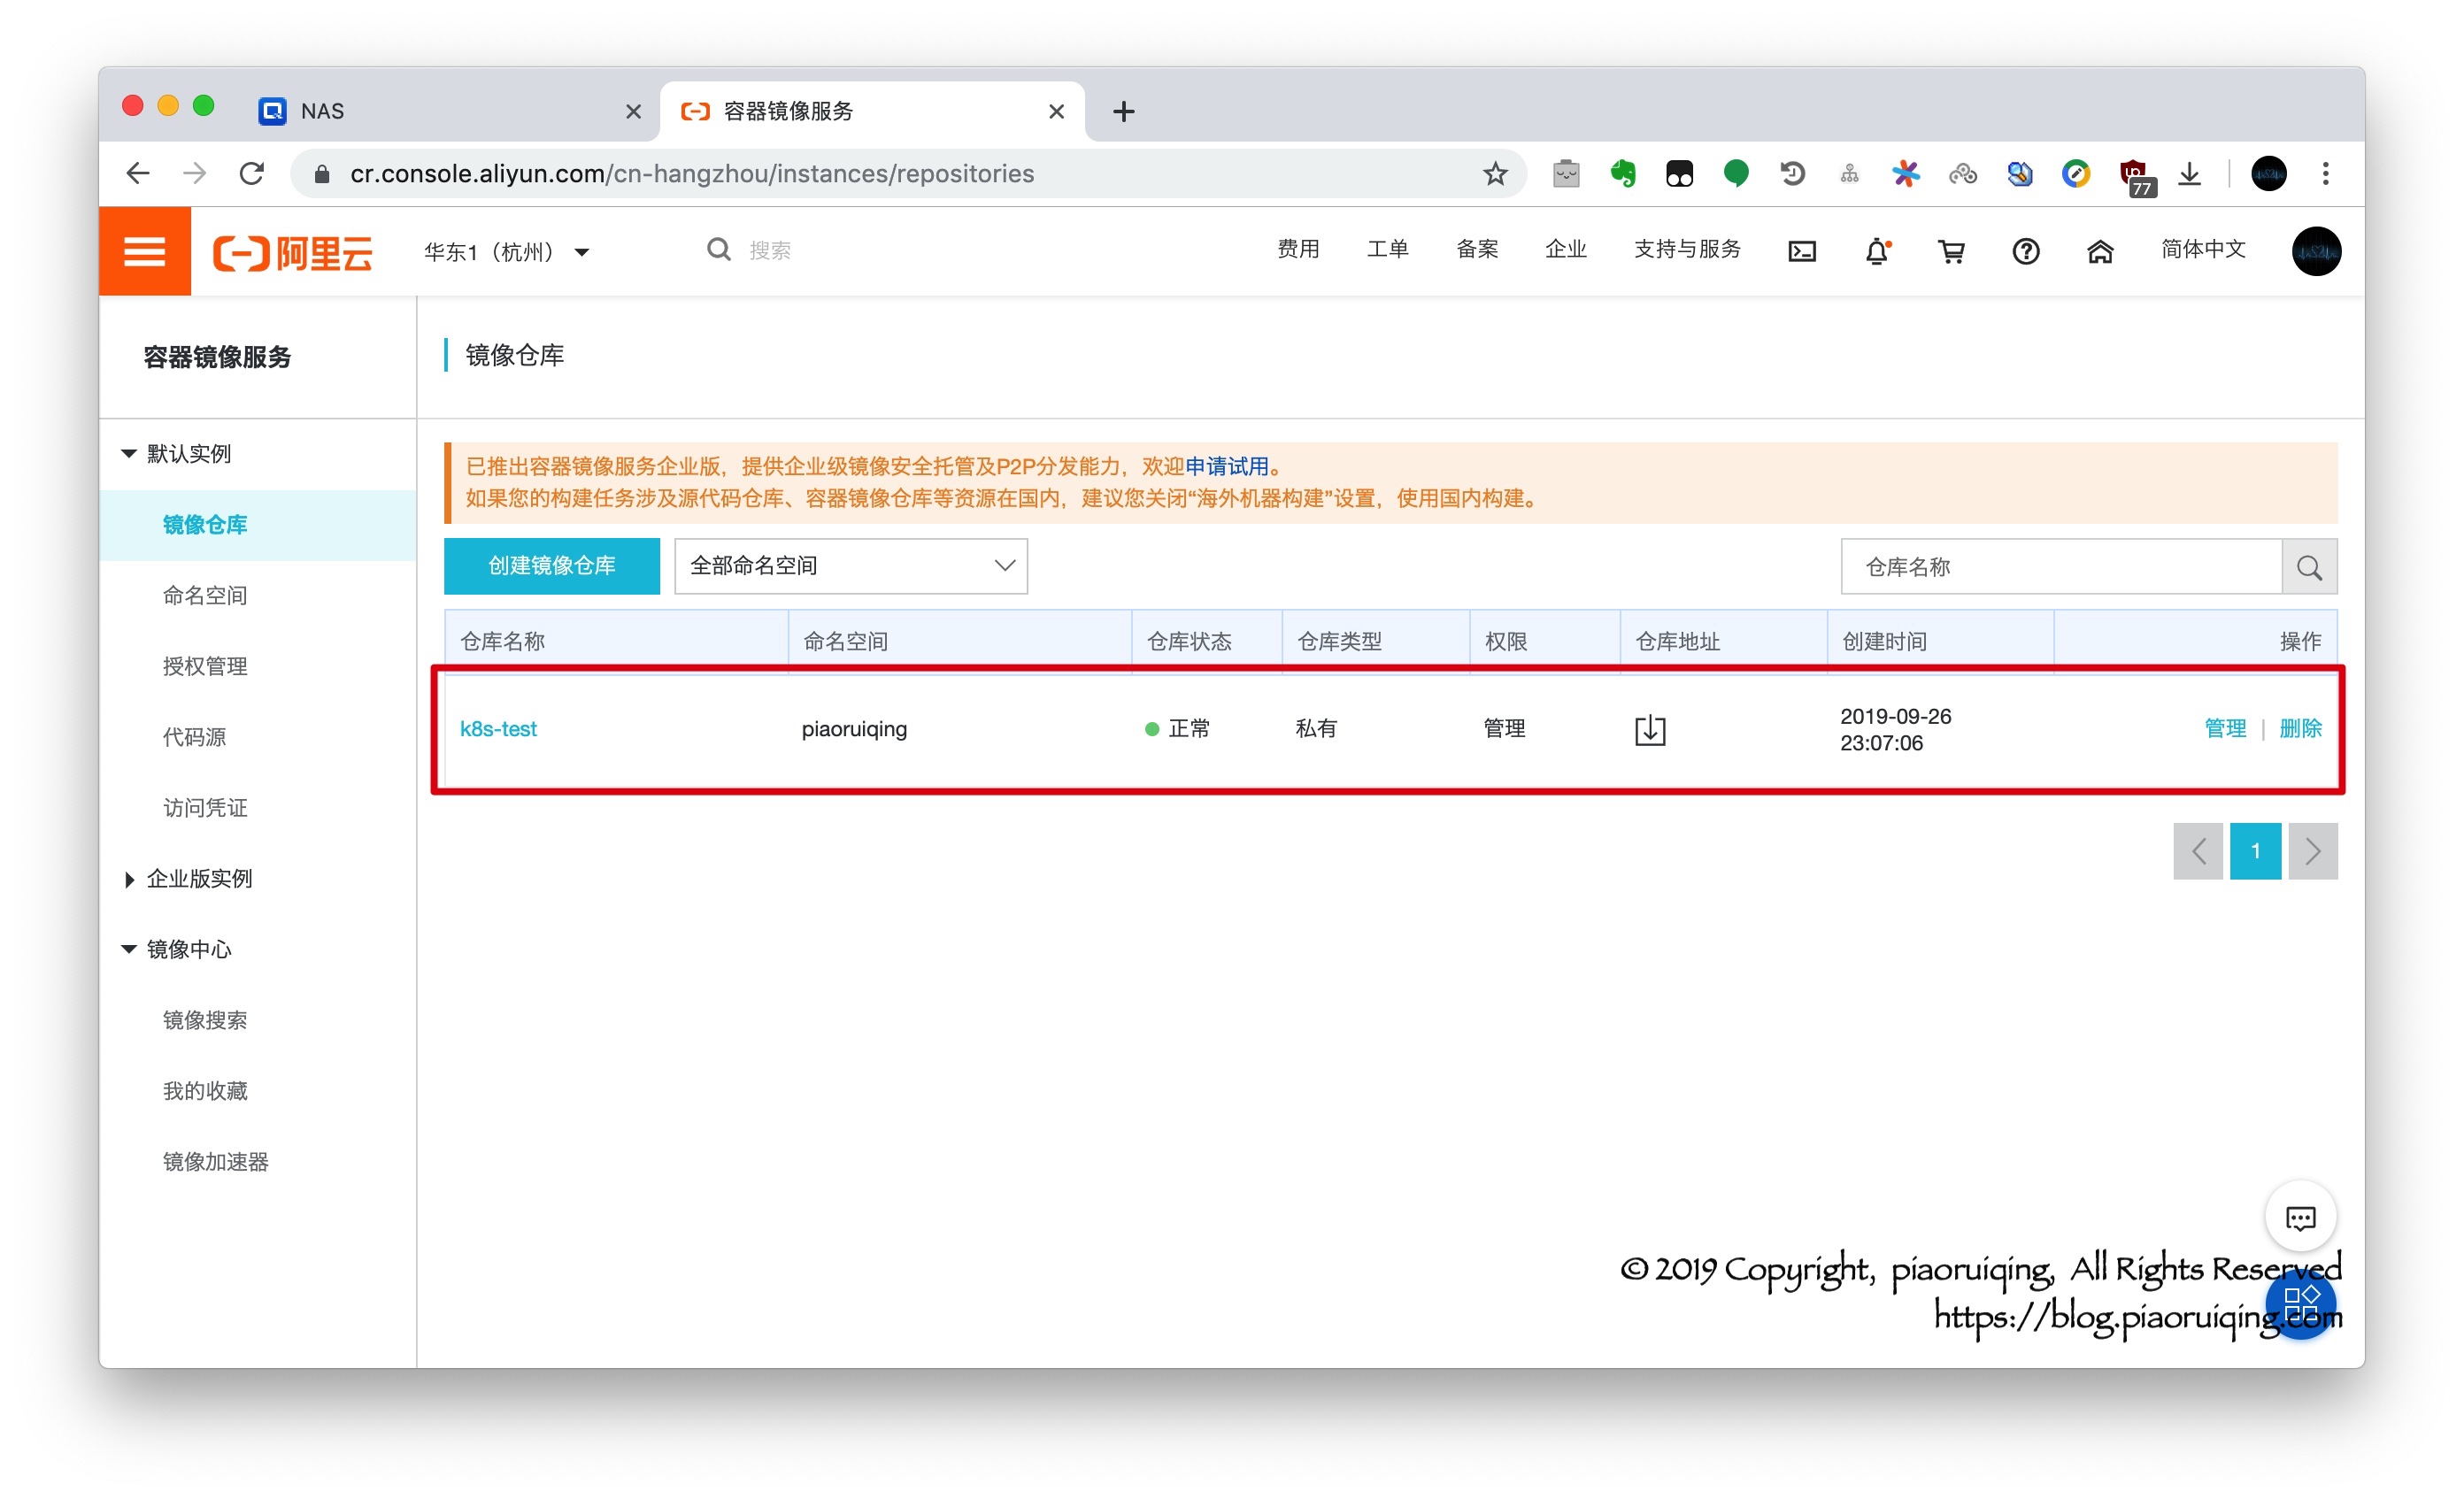 NAS
容器镜像服务
cr.console.aliyun.com/cn-hangzhou/instances/repositories
77
阿里云
华东1（杭州）
搜索
费用
工单
备案
企业
支持与服务
简体中文
容器镜像服务
镜像仓库
默认实例
镜像仓库
命名空间
授权管理
代码源
访问凭证
企业版实例
镜像中心
镜像搜索
我的收藏
镜像加速器
已推出容器镜像服务企业版，提供企业级镜像安全托管及P2P分发能力，欢迎申请试用。
如果您的构建任务涉及源代码仓库、容器镜像仓库等资源在国内，建议您关闭“海外机器构建”设置，使用国内构建。
创建镜像仓库
全部命名空间
仓库名称
仓库名称 命名空间 仓库状态 仓库类型 权限 仓库地址 创建时间 操作
k8s-test piaoruiqing 正常 私有 管理 2019-09-26 管理 | 删除
23:07:06
1
© 2019 Copyright, piaoruiqing, All Rights Reserved
https://blog.piaoruiqing.com